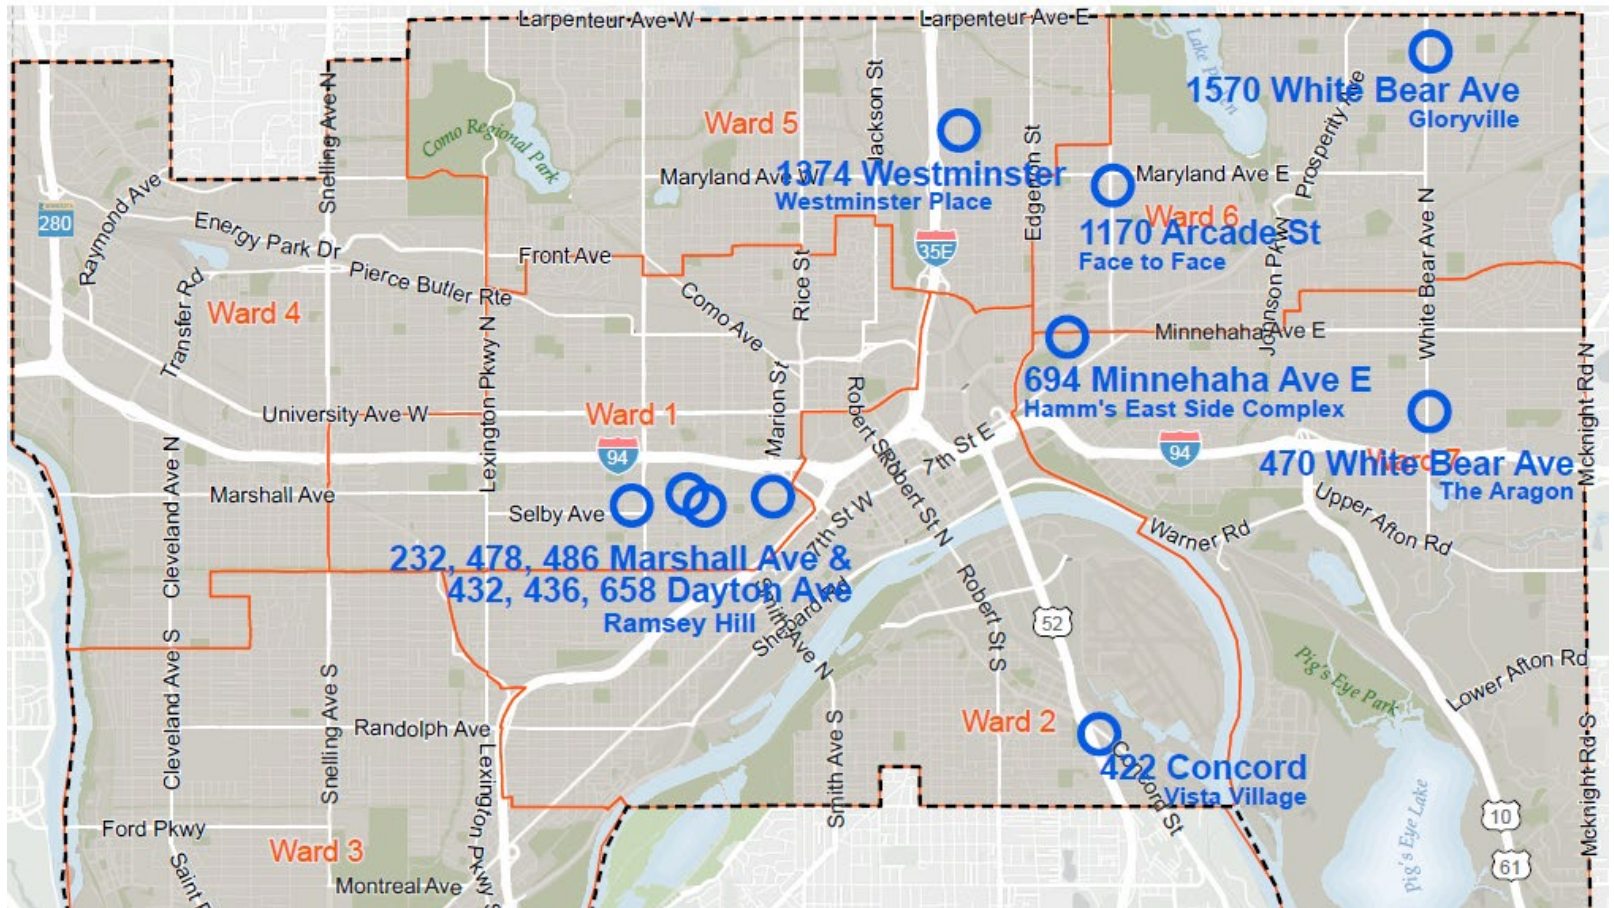 Larpenteur Ave W
Larpenteur Ave E
Snelling Ave N
Jackson St
Lake
1570 White Bear Ave
Gloryville
Prosperity Ave
Ward 5
Como Regional Park
Edgerton St
Maryland Ave W
1374 Westminster
Westminster Place
Maryland Ave E
Ward 6
1170 Arcade St
Face to Face
Raymond Ave
280
Energy Park Dr
Front Ave
35E
Rice St
Johnson Pkwy
White Bear Ave N
Pierce Butler Rte
Transfer Rd
Ward 4
Como Ave
Lexington Pkwy N
Minnehaha Ave E
694 Minnehaha Ave E
Hamm's East Side Complex
Mcknight Rd N
University Ave W
Ward 1
Marion St
Robert St N
7th St E
94
94
Ward 7
470 White Bear Ave
The Aragon
Cleveland Ave N
Marshall Ave
Selby Ave
Robert St N
7th St W
Upper Afton Rd
Warner Rd
232, 478, 486 Marshall Ave &
432, 436, 658 Dayton Ave
Ramsey Hill
Smith Ave N
Shepard Rd
Robert St S
52
Cleveland Ave S
Snelling Ave S
Pig's Eye Park
Lower Afton Rd
Randolph Ave
Lexington Pkwy S
Smith Ave S
Ward 2
422 Concord
Vista Village
Concord St
Mcknight Rd S
Pig's Eye Lake
10
61
Ford Pkwy
Ward 3
Saint
Montreal Ave